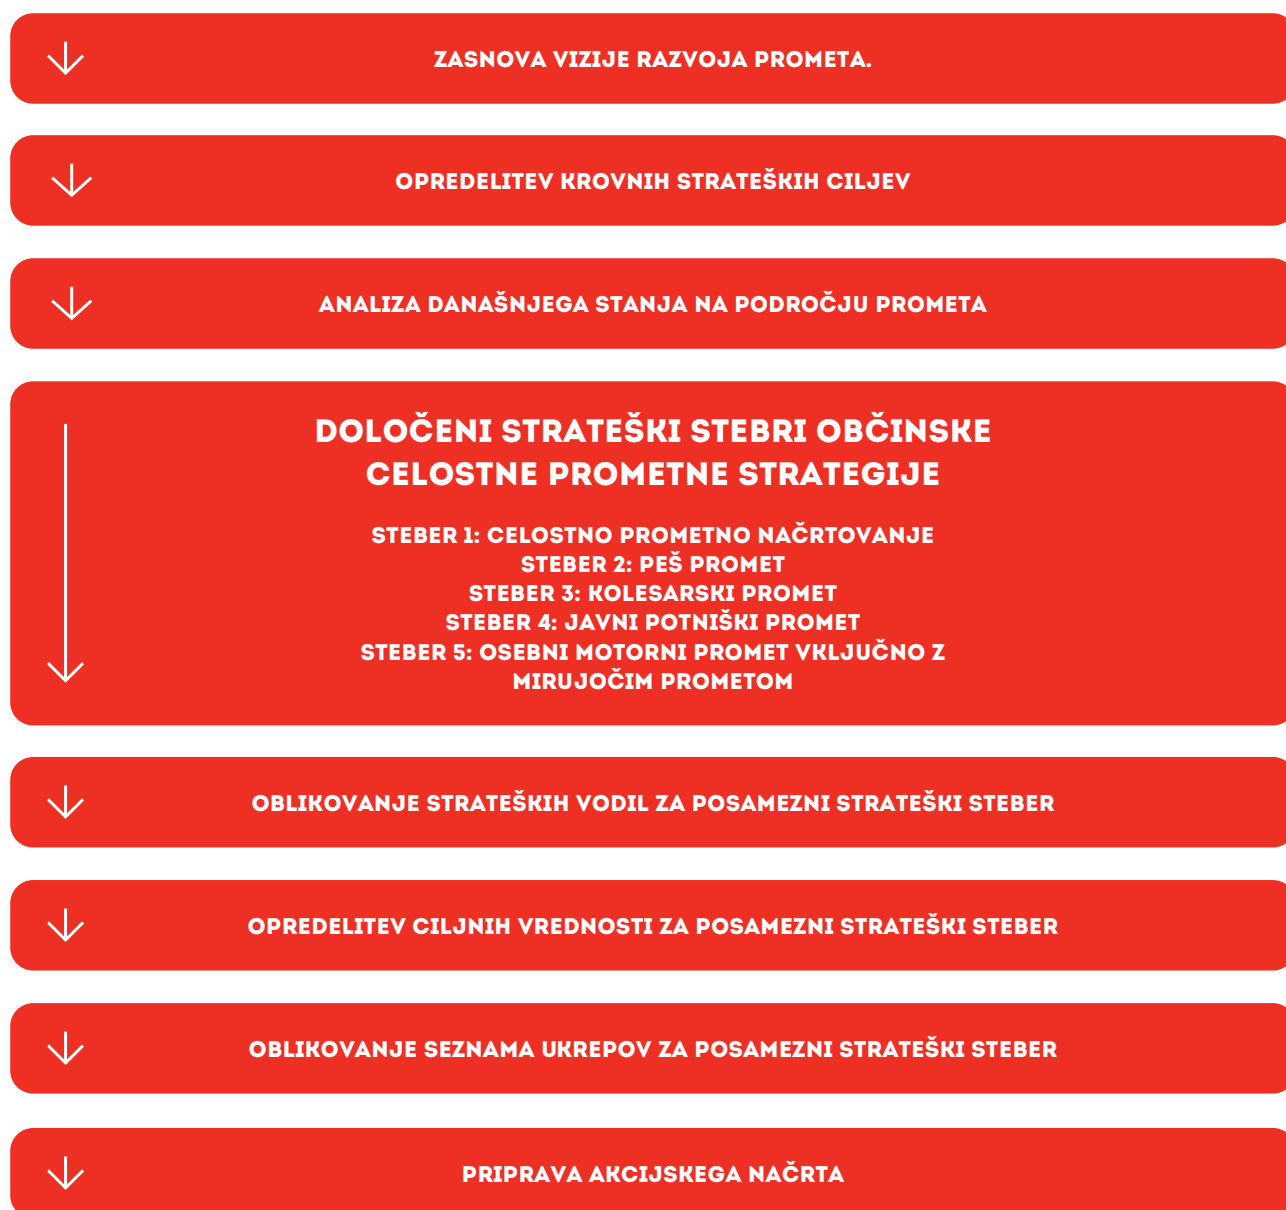 ZASNOVA VIZIJE RAZVOJA PROMETA.
OPREDELITEV KROVNIH STRATEŠKIH CILJEV
ANALIZA DANAŠNJEGA STANJA NA PODROČJU PROMETA
DOLOČENI STRATEŠKI STEBRI OBČINSKE
CELOSTNE PROMETNE STRATEGIJE
STEBER 1: CELOSTNO PROMETNO NAČRTOVANJE
STEBER 2: PEŠ PROMET
STEBER 3: KOLESARSKI PROMET
STEBER 4: JAVNI POTNIŠKI PROMET
STEBER 5: OSEBNI MOTORNI PROMET VKLJUČNO Z
MIRUJOČIM PROMETOM
OBLIKOVANJE STRATEŠKIH VODIL ZA POSAMEZNI STRATEŠKI STEBER
OPREDELITEV CILJNIH VREDNOSTI ZA POSAMEZNI STRATEŠKI STEBER
OBLIKOVANJE SEZNAMA UKREPOV ZA POSAMEZNI STRATEŠKI STEBER
PRIPRAVA AKCIJSKEGA NAČRTA